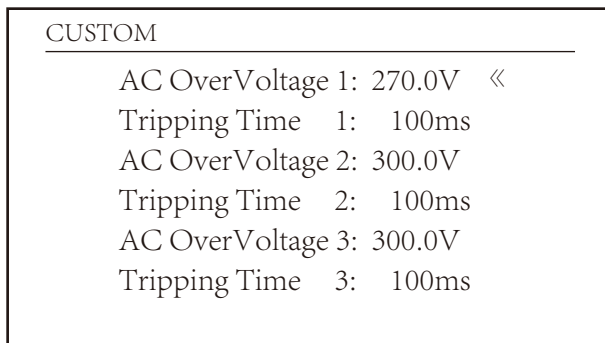 CUSTOM
AC OverVoltage 1: 270.0V «
Tripping Time 1: 100ms
AC OverVoltage 2: 300.0V
Tripping Time 2: 100ms
AC OverVoltage 3: 300.0V
Tripping Time 3: 100ms